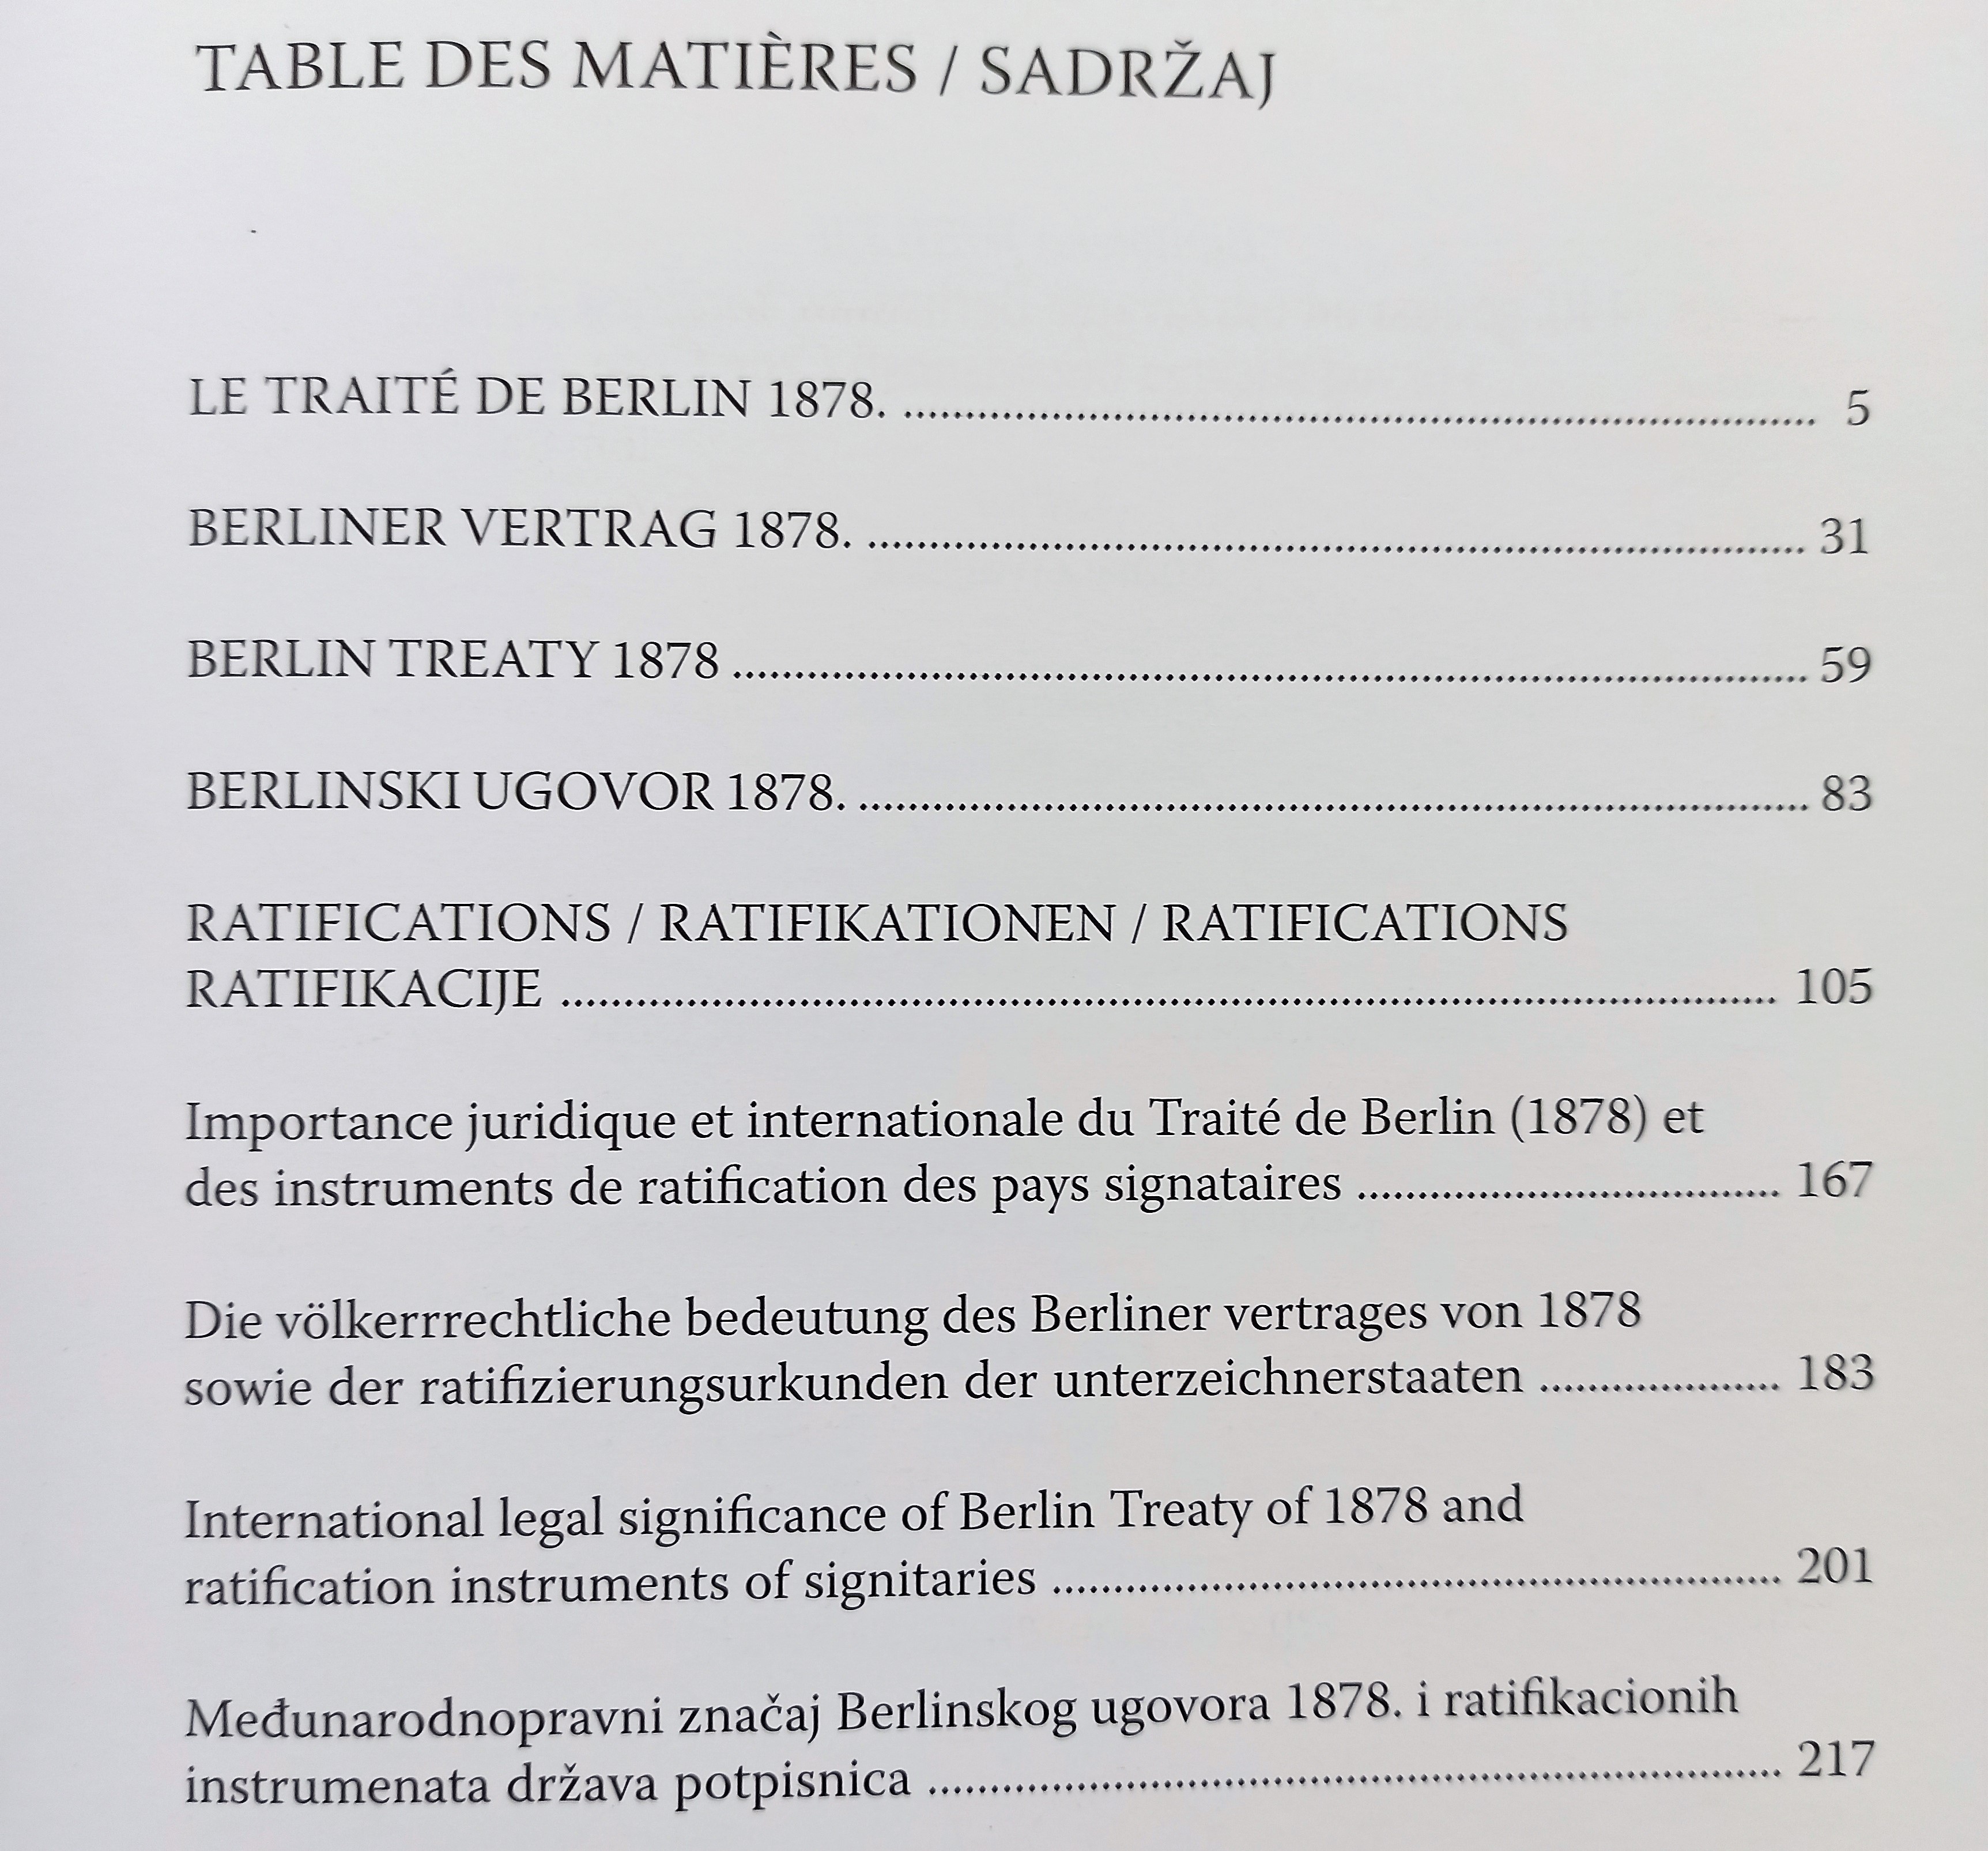 TABLE DES MATIÈRES / SADRŽAJ
LE TRAITÉ DE BERLIN 1878. ........................................ 5
BERLINER VERTRAG 1878. ........................................ 31
BERLIN TREATY 1878 ........................................ 59
BERLINSKI UGOVOR 1878. ........................................ 83
RATIFICATIONS / RATIFIKATIONEN / RATIFICATIONS
RATIFIKACIJE ........................................ 105
Importance juridique et internationale du Traité de Berlin (1878) et
des instruments de ratification des pays signataires .................... 167
Die völkerrrechtliche bedeutung des Berliner vertrages von 1878
sowie der ratifizierungsurkunden der unterzeichnerstaaten .................... 183
International legal significance of Berlin Treaty of 1878 and
ratification instruments of signitaries ........................................ 201
Međunarodnopravni značaj Berlinskog ugovora 1878. i ratifikacionih
instrumenata država potpisnica ........................................ 217